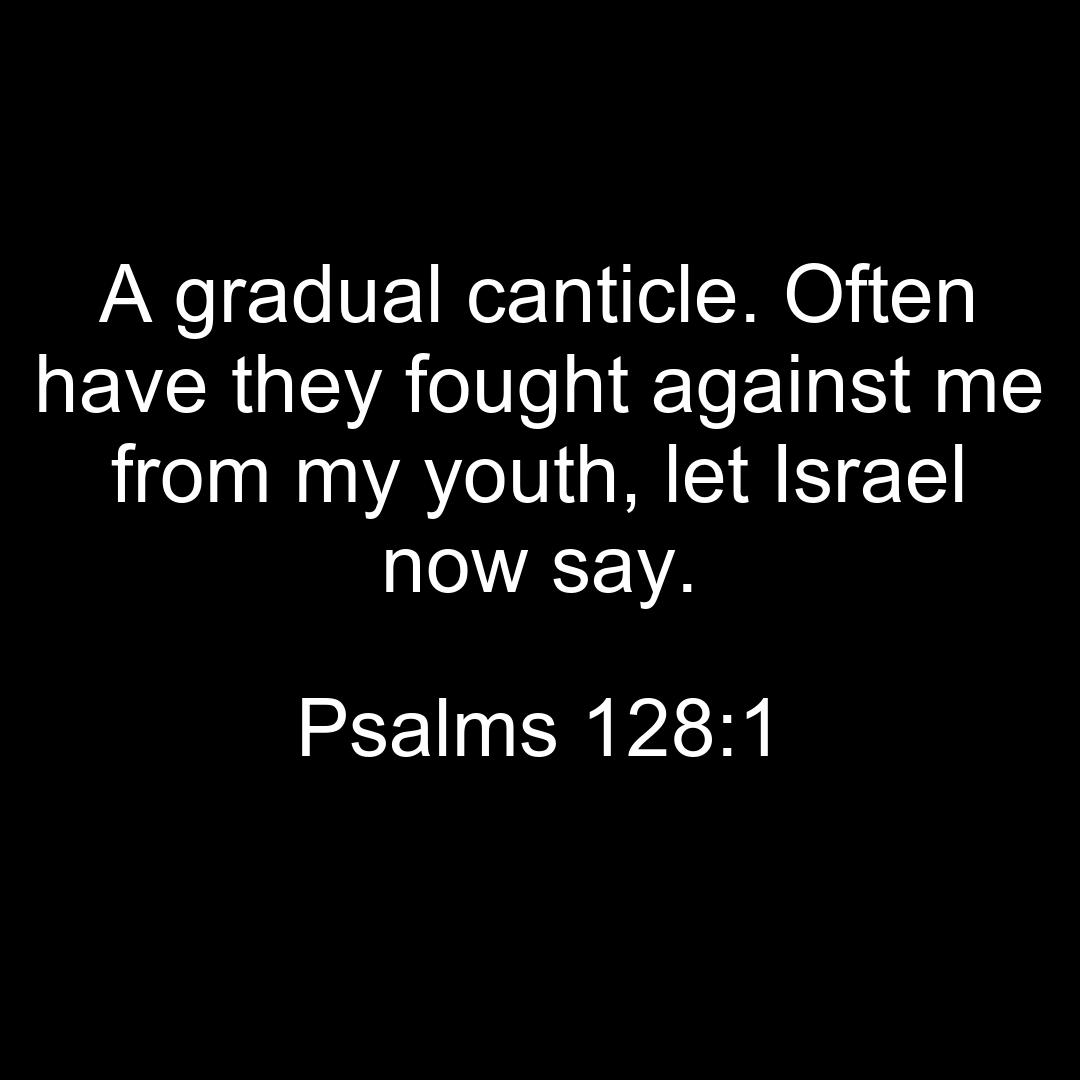 A gradual canticle. Often
have they fought against me
from my youth, let Israel
now say.
Psalms 128:1